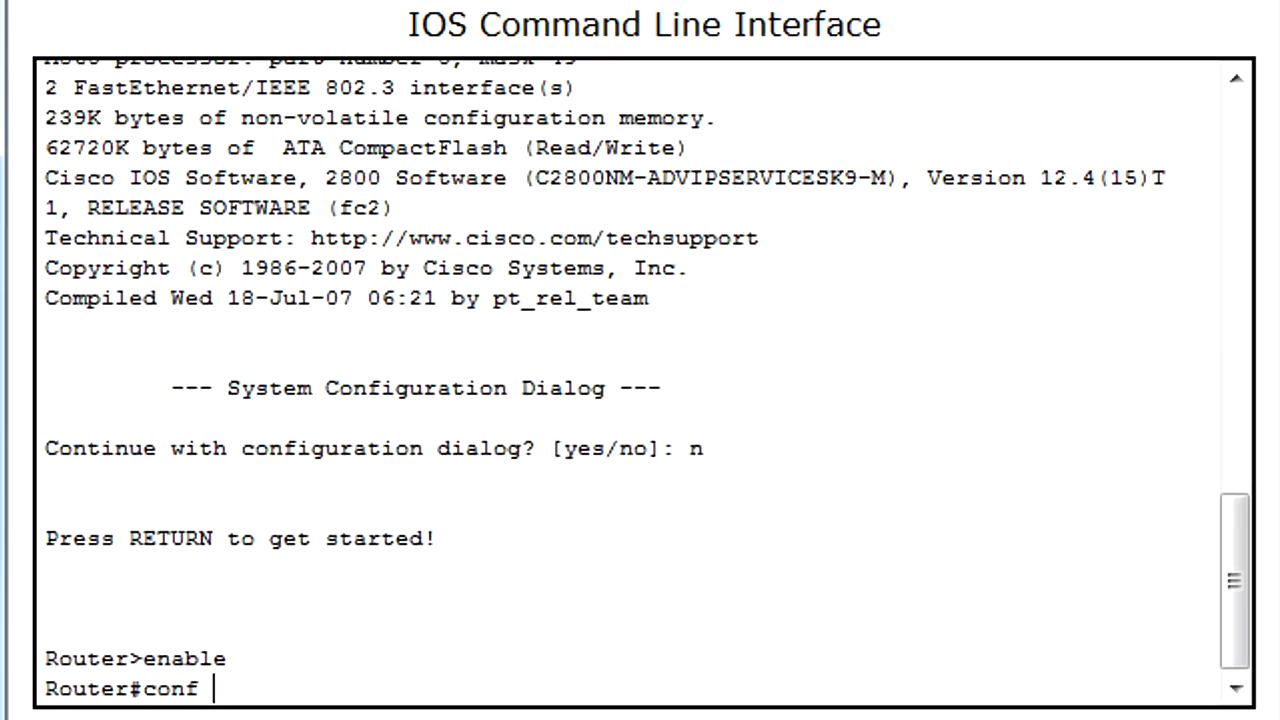 IOS Command Line Interface
2 FastEthernet/IEEE 802.3 interface(s)
239K bytes of non-volatile configuration memory.
62720K bytes of  ATA CompactFlash (Read/Write)
Cisco IOS Software, 2800 Software (C2800NM-ADVIPSERVICESK9-M), Version 12.4(15)T
1, RELEASE SOFTWARE (fc2)
Technical Support: http://www.cisco.com/techsupport
Copyright (c) 1986-2007 by Cisco Systems, Inc.
Compiled Wed 18-Jul-07 06:21 by pt_rel_team
--- System Configuration Dialog ---
Continue with configuration dialog? [yes/no]: n
Press RETURN to get started!
Router>enable
Router#conf